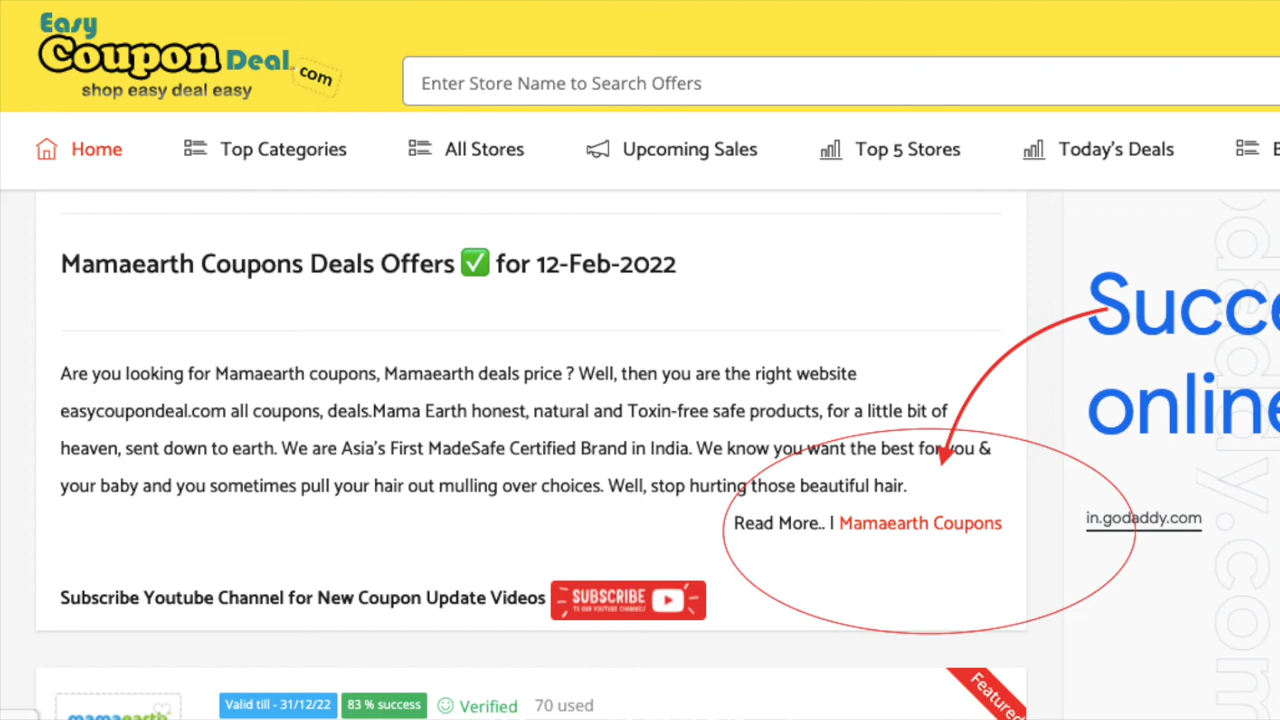 Easy
Coupon Deal.com
shop easy deal easy
Enter Store Name to Search Offers
Home
Top Categories
All Stores
Upcoming Sales
Top 5 Stores
Today's Deals
Mamaearth Coupons Deals Offers ✅ for 12-Feb-2022
Are you looking for Mamaearth coupons, Mamaearth deals price ? Well, then you are the right website
easycoupondeal.com all coupons, deals.Mama Earth honest, natural and Toxin-free safe products, for a little bit of
heaven, sent down to earth. We are Asia's First MadeSafe Certified Brand in India. We know you want the best for you &
your baby and you sometimes pull your hair out mulling over choices. Well, stop hurting those beautiful hair.
Read More.. | Mamaearth Coupons
Subscribe Youtube Channel for New Coupon Update Videos
SUBSCRIBE
TO OUR YOUTUBE CHANNEL
Succe
online
in.godaddy.com
godaddy.com
mamaearth
Valid till - 31/12/22
83 % success
Verified
70 used
Featured